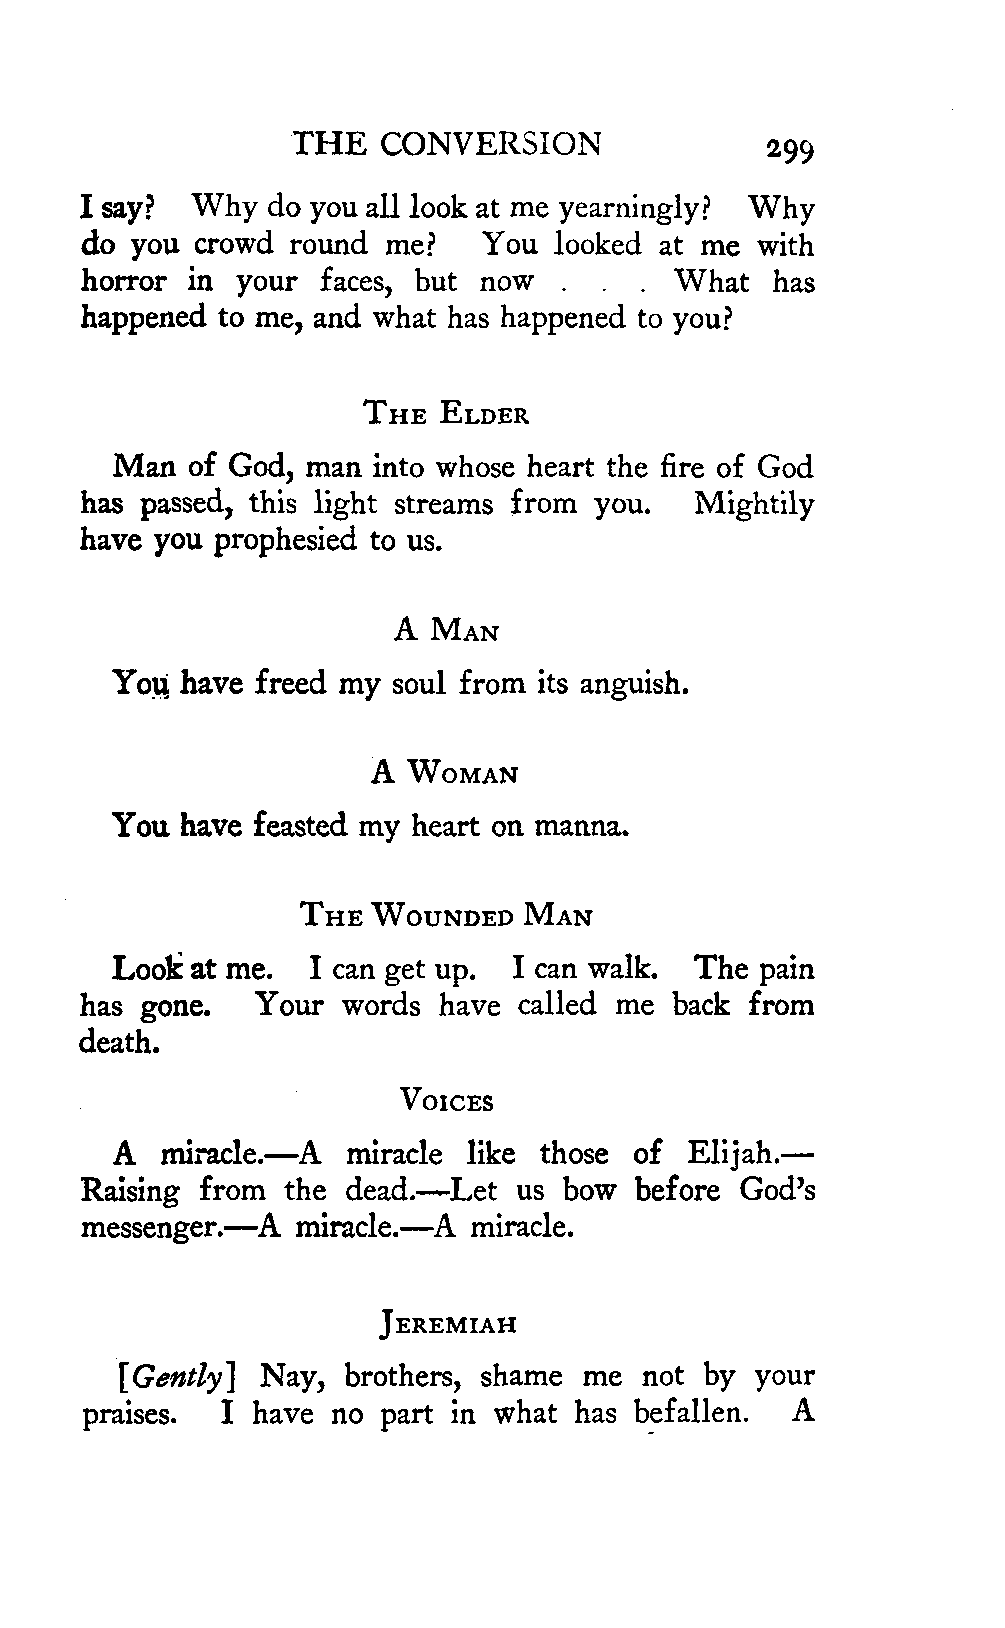 THE CONVERSION 299
I say? Why do you all look at me yearningly? Why
do you crowd round me? You looked at me with
horror in your faces, but now . . . What has
happened to me, and what has happened to you?
THE ELDER
Man of God, man into whose heart the fire of God
has passed, this light streams from you. Mightily
have you prophesied to us.
A MAN
You have freed my soul from its anguish.
A WOMAN
You have feasted my heart on manna.
THE WOUNDED MAN
Look at me. I can get up. I can walk. The pain
has gone. Your words have called me back from
death.
VOICES
A miracle.—A miracle like those of Elijah.—
Raising from the dead.—Let us bow before God's
messenger.—A miracle.—A miracle.
JEREMIAH
[Gently] Nay, brothers, shame me not by your
praises. I have no part in what has befallen. A